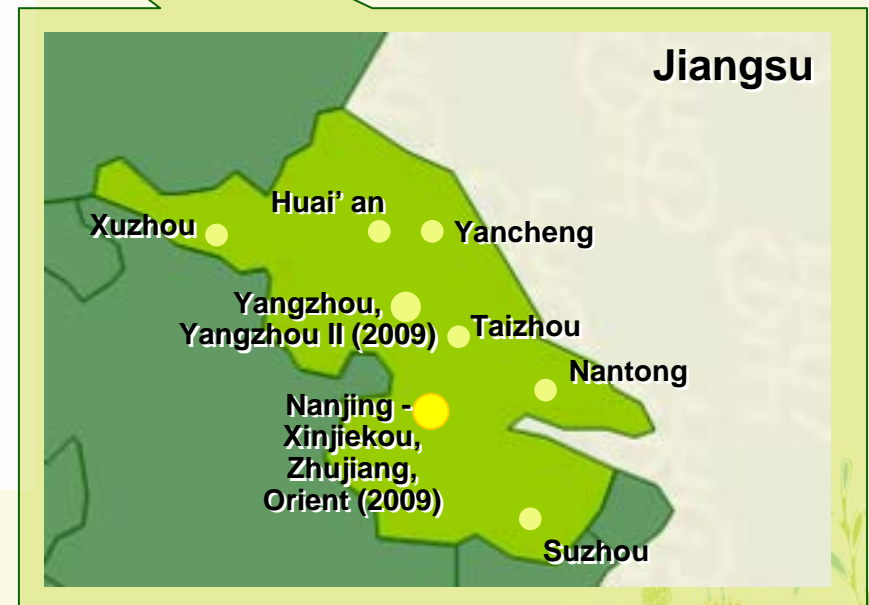 Jiangsu
Huai' an
Xuzhou
Yancheng
Yangzhou,
Yangzhou II (2009)
Taizhou
Nantong
Nanjing -
Xinjiekou,
Zhujiang,
Orient (2009)
Suzhou